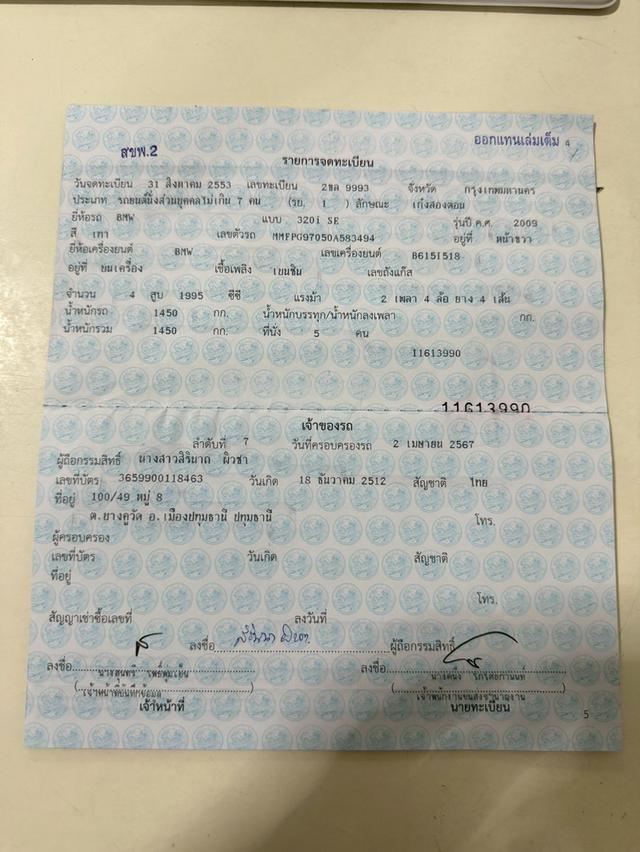 สขพ.2
ออกแทนเล่มเต็ม 4
รายการจดทะเบียน
วันจดทะเบียน 31 สิงหาคม 2553 เลขทะเบียน 2ขล 9993 จังหวัด กรุงเทพมหานคร
ประเภท รถยนต์นั่งส่วนบุคคลไม่เกิน 7 คน (รย. 1 ) ลักษณะ เก๋งสองตอน
ยี่ห้อรถ BMW แบบ 320i SE รุ่นปี ค.ศ. 2009
สี เทา เลขตัวรถ MMFPG97050A583494 อยู่ที่ หน้าขวา
ยี่ห้อเครื่องยนต์ BMW เลขเครื่องยนต์ B615I518
อยู่ที่ บนเครื่อง เชื้อเพลิง เบนซิน เลขถังแก๊ส
จำนวน 4 สูบ 1995 ซีซี แรงม้า 2 เพลา 4 ล้อ ยาง 4 เส้น
น้ำหนักรถ 1450 กก. น้ำหนักบรรทุก/น้ำหนักลงเพลา กก.
น้ำหนักรวม 1450 กก. ที่นั่ง 5 คน
11613990
11613990
เจ้าของรถ
ลำดับที่ 7 วันที่ครอบครองรถ 2 เมษายน 2567
ผู้ถือกรรมสิทธิ์ นางสาวสิรินาถ ผิวชา
เลขที่บัตร 3659900118463 วันเกิด 18 ธันวาคม 2512 สัญชาติ ไทย
ที่อยู่ 100/49 หมู่ 8
ต.บางคูวัด อ.เมืองปทุมธานี ปทุมธานี โทร.
ผู้ครอบครอง
เลขที่บัตร วันเกิด สัญชาติ
ที่อยู่
โทร.
สัญญาเช่าซื้อเลขที่ ลงวันที่
ลงชื่อ ผู้ถือกรรมสิทธิ์
ลงชื่อ ลงชื่อ
เจ้าหน้าที่ นายทะเบียน
5